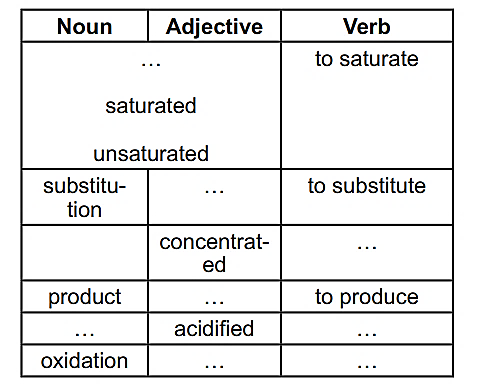 Noun Adjective Verb
… to saturate
saturated
unsaturated
substitu- … to substitute
tion
concentrat- …
ed
product … to produce
… acidified …
oxidation … …